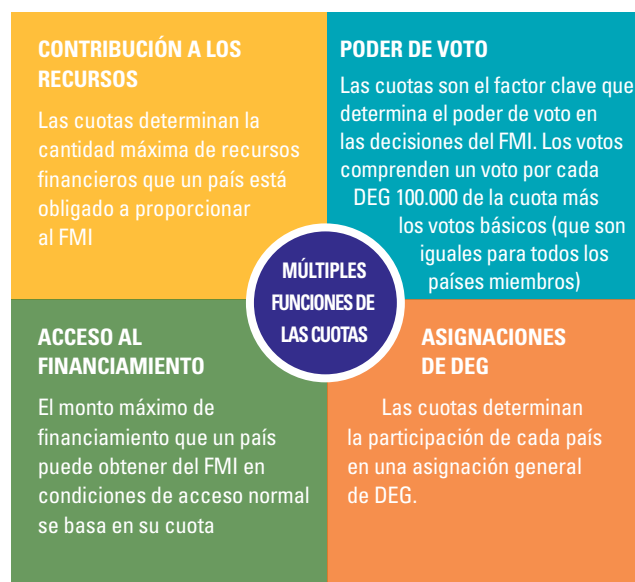 CONTRIBUCIÓN A LOS
RECURSOS
Las cuotas determinan la
cantidad máxima de recursos
financieros que un país está
obligado a proporcionar
al FMI
PODER DE VOTO
Las cuotas son el factor clave que
determina el poder de voto en
las decisiones del FMI. Los votos
comprenden un voto por cada
DEG 100.000 de la cuota más
los votos básicos (que son
iguales para todos los
países miembros)
MÚLTIPLES
FUNCIONES DE
LAS CUOTAS
ACCESO AL
FINANCIAMIENTO
El monto máximo de
financiamiento que un país
puede obtener del FMI en
condiciones de acceso normal
se basa en su cuota
ASIGNACIONES
DE DEG
Las cuotas determinan
la participación de cada país
en una asignación general
de DEG.